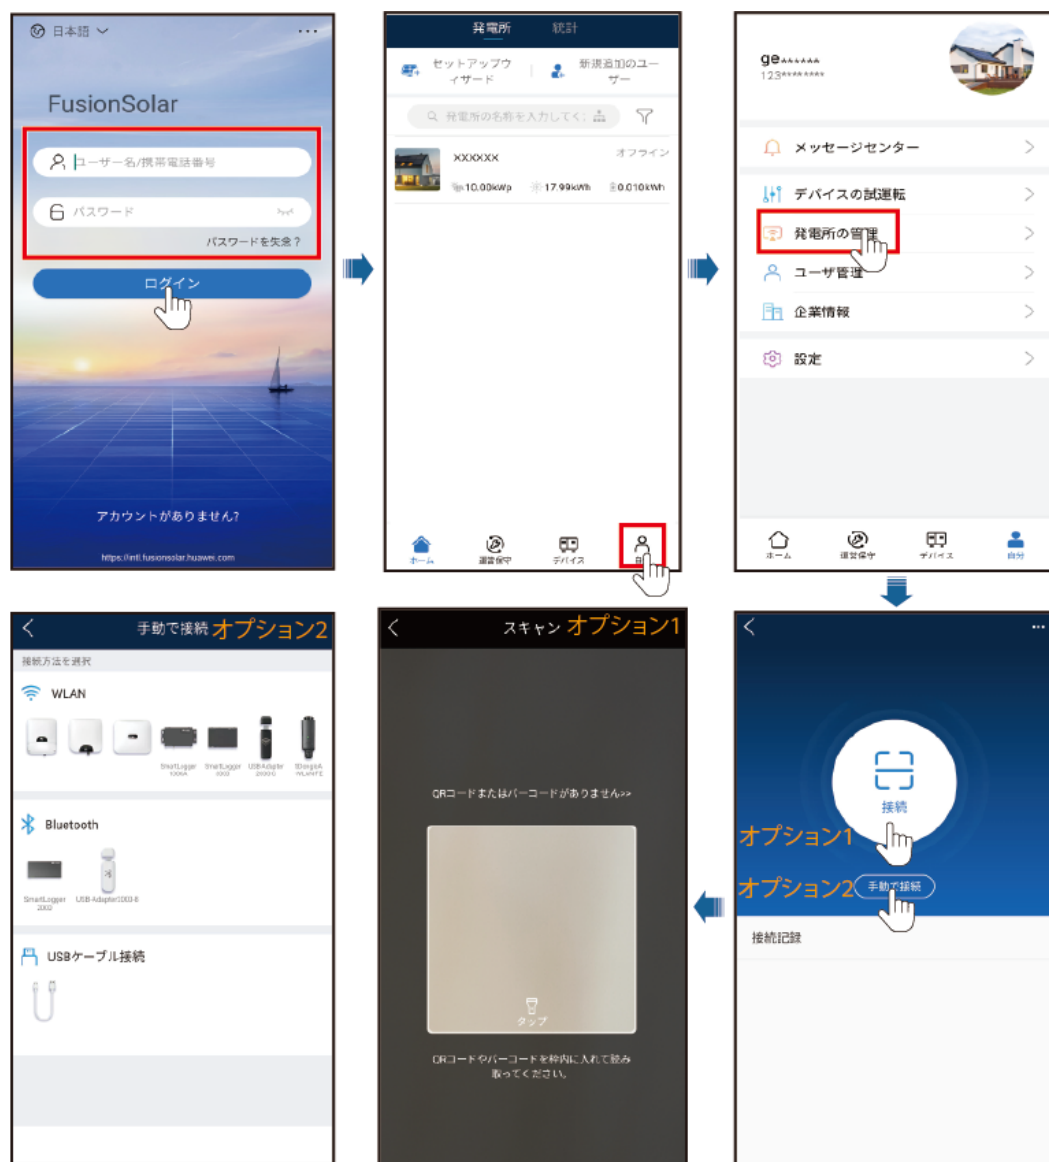 日本語
FusionSolar
ユーザー名/携帯電話番号
パスワード
パスワードを失念？
ログイン
アカウントがありません?
https://intl.fusionsolar.huawei.com
発電所 統計
セットアップウ
ィザード
新規追加のユー
ザー
発電所の名称を入力してく
xxxxxx
オフライン
10.00kWp 17.99kWh 0.010kWh
ホーム 運営保守 デバイス
ge******
123********
メッセージセンター
デバイスの試運転
発電所の管理
ユーザ管理
企業情報
設定
ホーム 運営保守 デバイス 自分
接続
オプション1
オプション2 手動で接続
接続記録
スキャン オプション1
QRコードまたはバーコードがありません>>
タップ
QRコードやバーコードを枠内に入れて読み
取ってください。
手動で接続 オプション2
接続方法を選択
WLAN
SmartLogger
SmartLogger
USB-Adapter
Bluetooth
SmartLogger
USB-Adapter
USBケーブル接続